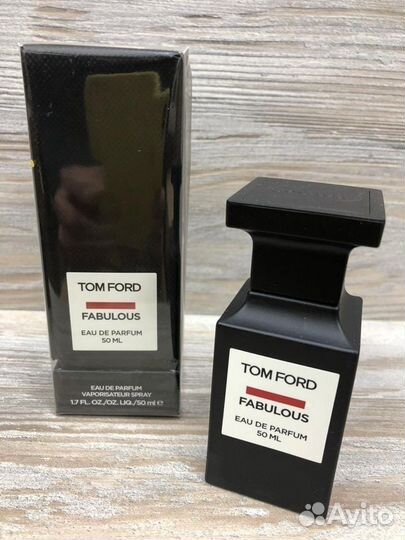 TOM FORD
FABULOUS
EAU DE PARFUM
50 ML
EAU DE PARFUM
VAPORISATEUR SPRAY
1.7 FL. OZ./OZ. LIQ./50 ml ℮
TOM FORD
FABULOUS
EAU DE PARFUM
50 ML
Avito